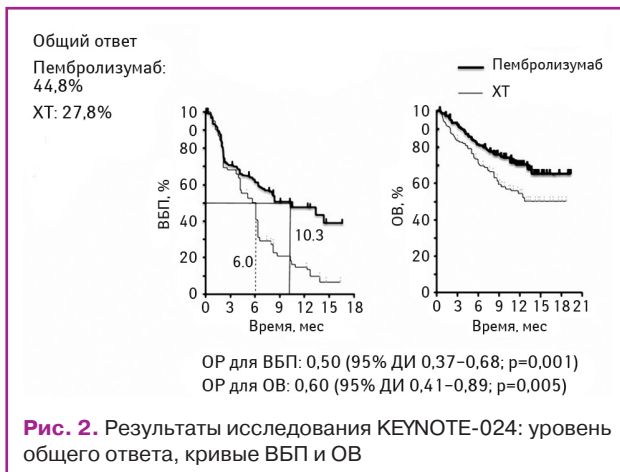 Общий ответ
Пембролизумаб:
44,8%
ХТ: 27,8%
Пембролизумаб
ХТ
10
0
80
60
40
20
0
ВБП, %
6.0
10.3
0 3 6 9 12 15 18
Время, мес
10
0
80
60
40
20
0
ОВ, %
0 3 6 9 12 15 18 21
Время, мес
ОР для ВБП: 0,50 (95% ДИ 0,37–0,68; p=0,001)
ОР для ОВ: 0,60 (95% ДИ 0,41–0,89; p=0,005)
Рис. 2. Результаты исследования KEYNOTE-024: уровень
общего ответа, кривые ВБП и ОВ